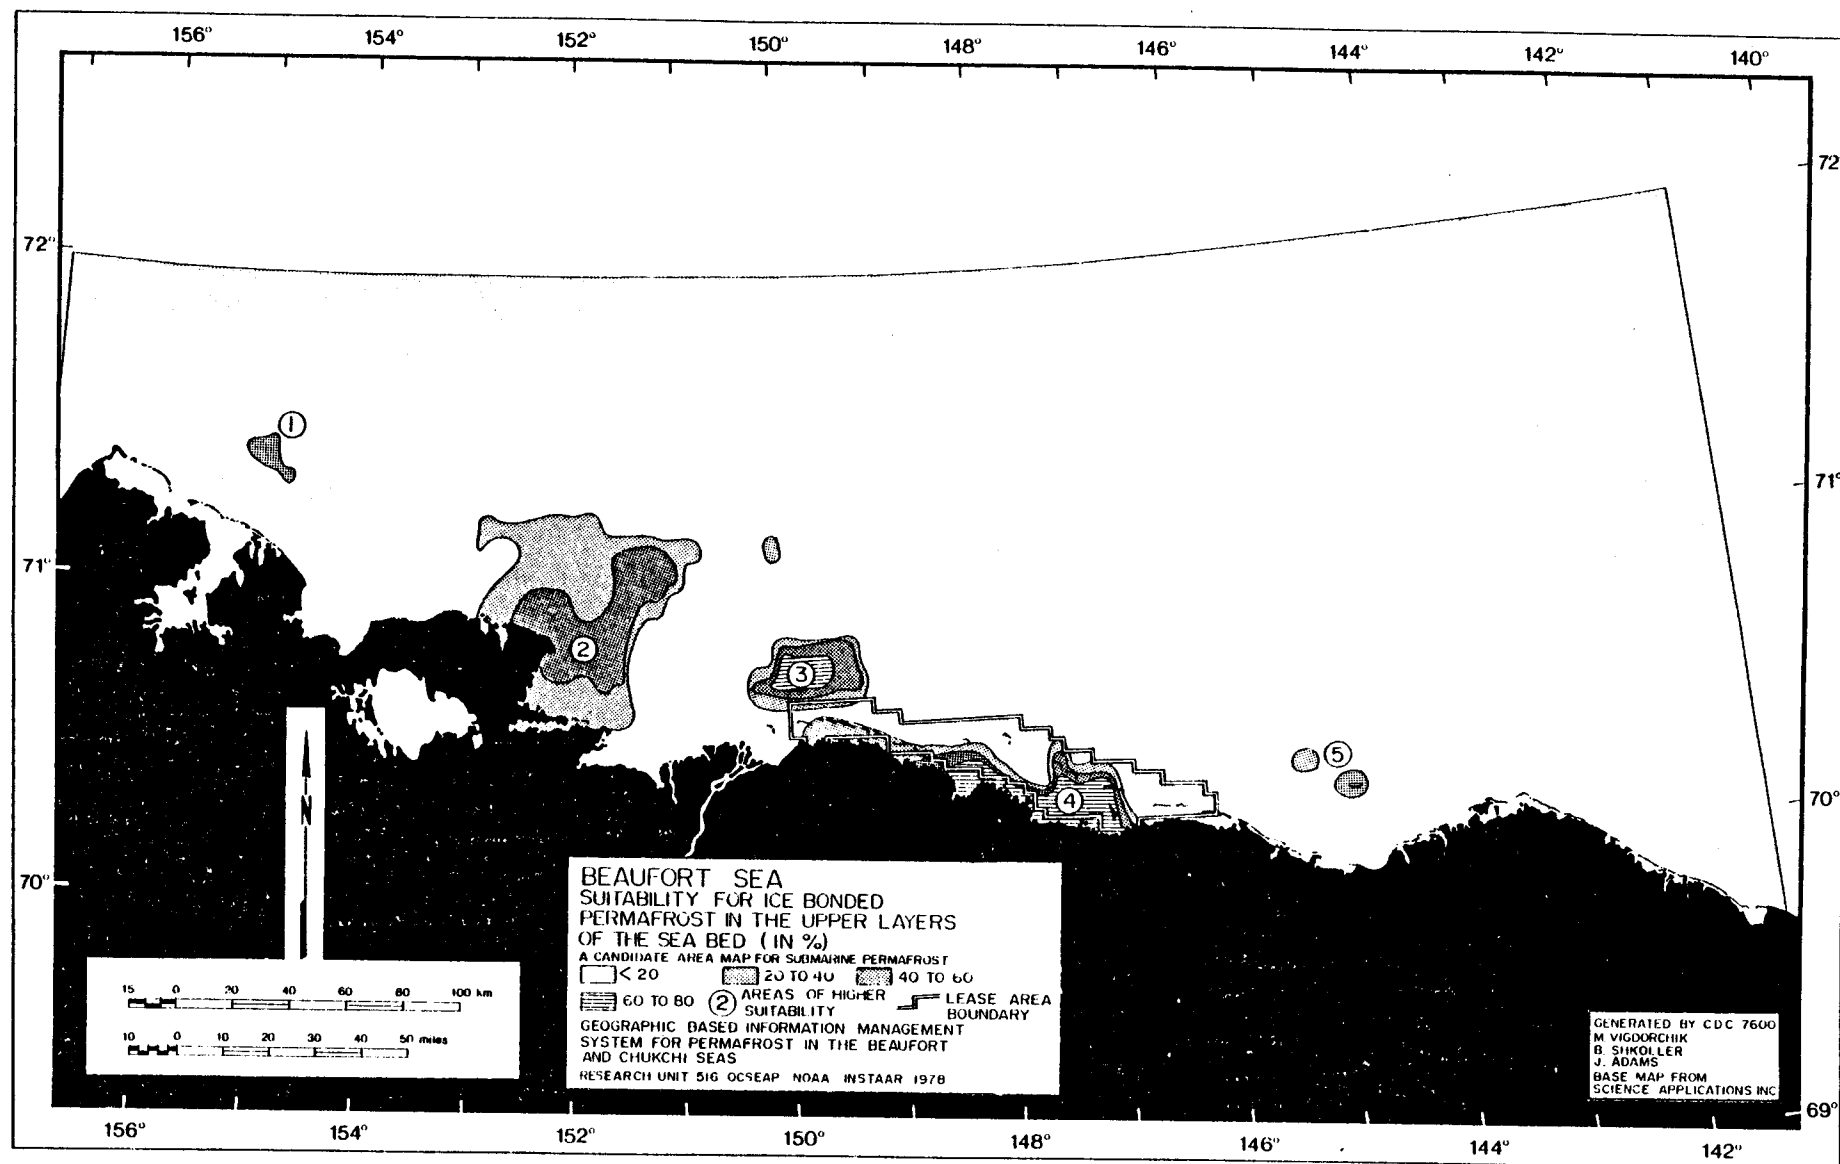 156° 154° 152° 150° 148° 146° 144° 142° 140°
72°
72°
71°
71°
70°
70°
69°
1
2
3
4
5
N
BEAUFORT SEA
SUITABILITY FOR ICE BONDED
PERMAFROST IN THE UPPER LAYERS
OF THE SEA BED (IN %)
A CANDIDATE AREA MAP FOR SUBMARINE PERMAFROST
< 20 20 TO 40 40 TO 60
60 TO 80 2 AREAS OF HIGHER SUITABILITY LEASE AREA BOUNDARY
GEOGRAPHIC BASED INFORMATION MANAGEMENT
SYSTEM FOR PERMAFROST IN THE BEAUFORT
AND CHUKCHI SEAS
RESEARCH UNIT 516 OCSEAP NOAA INSTAAR 1978
15 0 20 40 60 80 100 km
10 0 10 20 30 40 50 miles
GENERATED BY CDC 7600
M VIGDORCHIK
B. SHKOLLER
J. ADAMS
BASE MAP FROM
SCIENCE APPLICATIONS INC
156° 154° 152° 150° 148° 146° 144° 142°